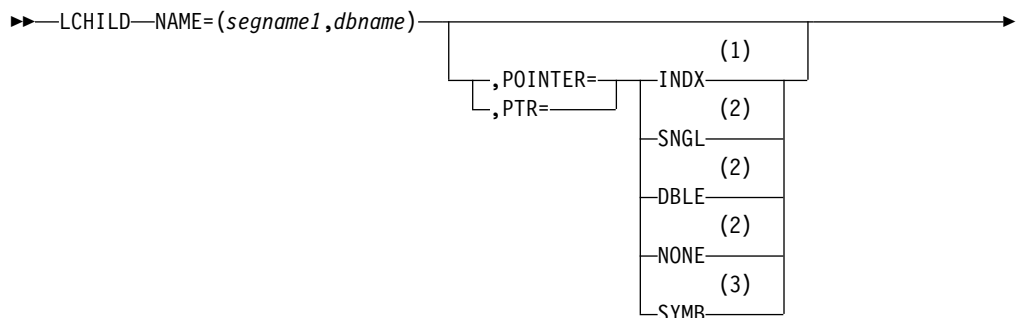 LCHILD NAME=(segname1,dbname)
(1)
,POINTER= INDX
(2)
,PTR=
SNGL
(2)
DBLE
(2)
NONE
(3)
SYMB